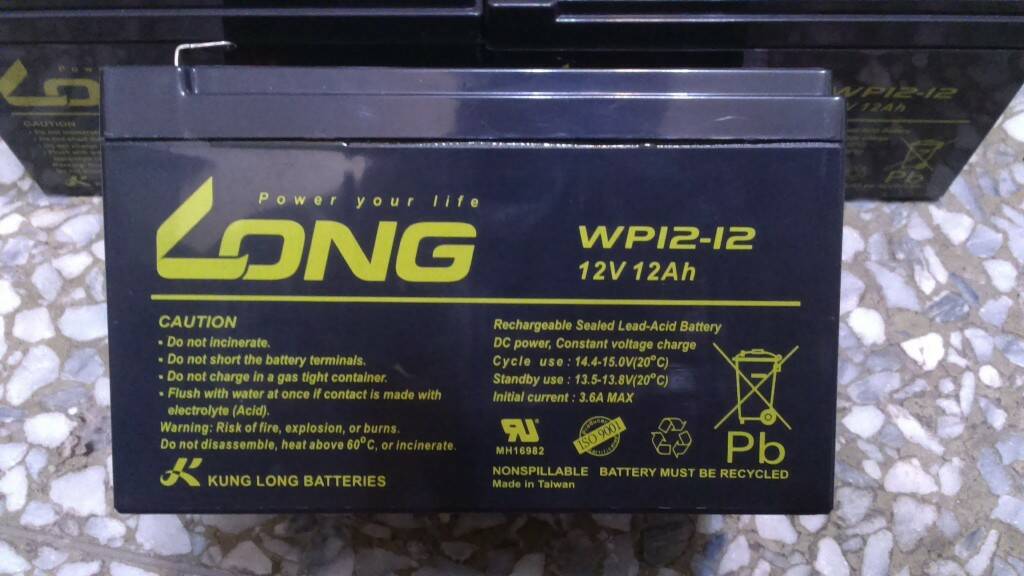 Power your life
LONG
WP12-12
12V 12Ah
CAUTION
• Do not incinerate.
• Do not short the battery terminals.
• Do not charge in a gas tight container.
• Flush with water at once if contact is made with
electrolyte (Acid).
Warning: Risk of fire, explosion, or burns.
Do not disassemble, heat above 60°C, or incinerate.
KUNG LONG BATTERIES
Rechargeable Sealed Lead-Acid Battery
DC power, Constant voltage charge
Cycle use : 14.4-15.0V(20°C)
Standby use : 13.5-13.8V(20°C)
Initial current : 3.6A MAX
MH16982
ISO 9001
Pb
NONSPILLABLE BATTERY MUST BE RECYCLED
Made in Taiwan
Powe
LO
CAUTION
WP12-12
V 12Ah
Pb